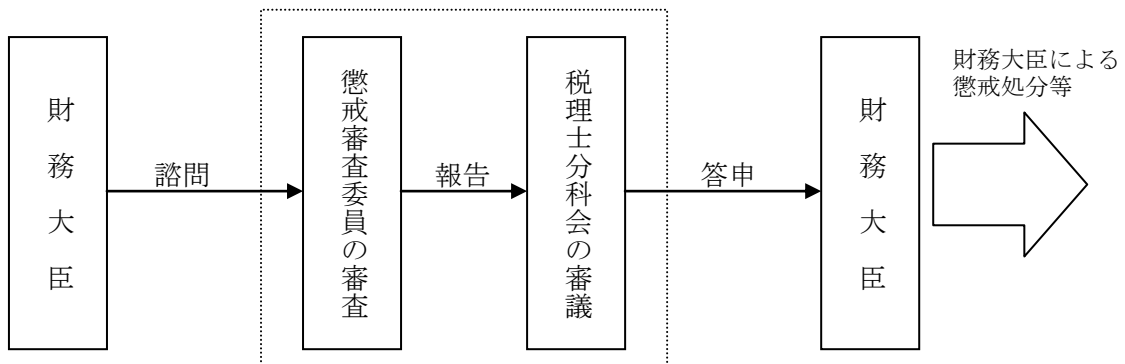 財務大臣
諮問
懲戒審査委員の審査
報告
税理士分科会の審議
答申
財務大臣
財務大臣による
懲戒処分等